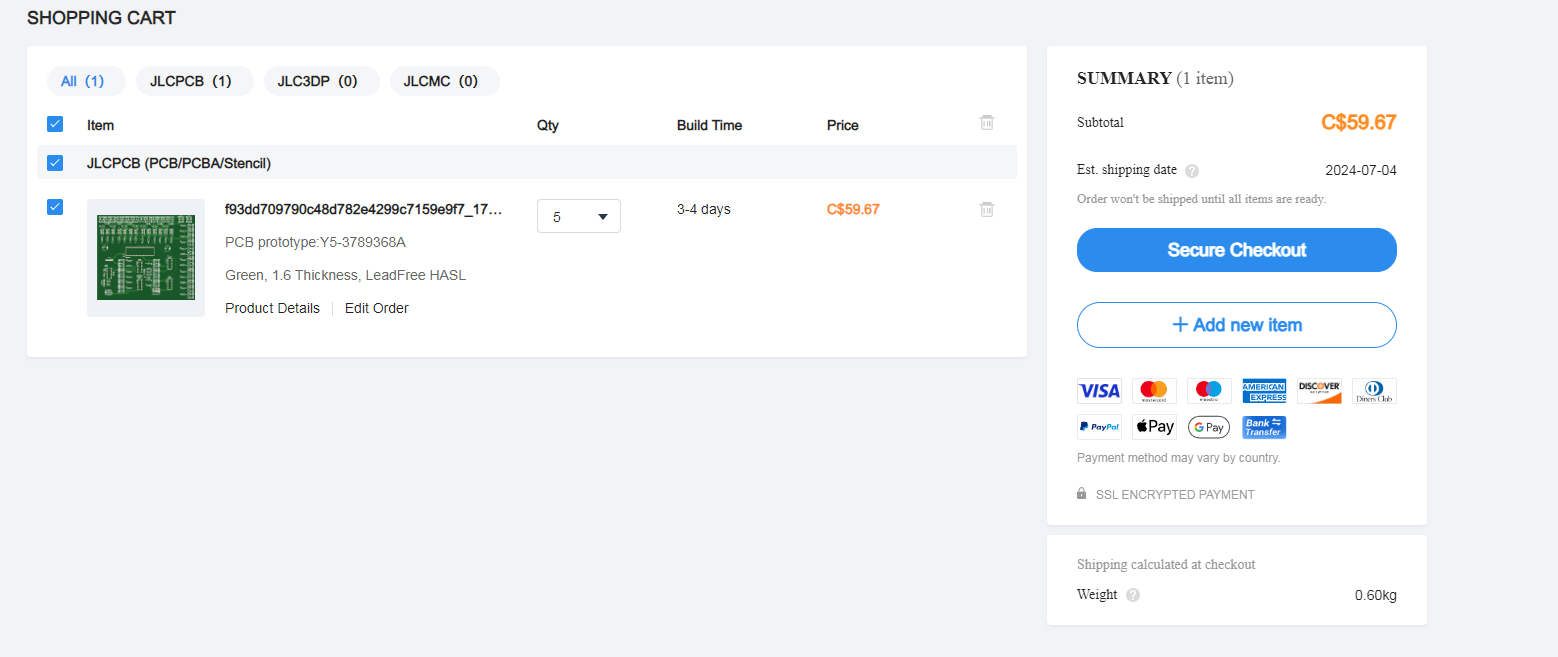 SHOPPING CART
All (1) JLCPCB (1) JLC3DP (0) JLCMC (0)
Item Qty Build Time Price
JLCPCB (PCB/PCBA/Stencil)
f93dd709790c48d782e4299c7159e9f7_17... 5 3-4 days C$59.67
PCB prototype:Y5-3789368A
Green, 1.6 Thickness, LeadFree HASL
Product Details Edit Order
SUMMARY (1 item)
Subtotal C$59.67
Est. shipping date ? 2024-07-04
Order won't be shipped until all items are ready.
Secure Checkout
+ Add new item
VISA mastercard maestro AMERICAN EXPRESS DISCOVER NETWORK Diners Club
PayPal Pay G Pay Bank Transfer
Payment method may vary by country.
SSL ENCRYPTED PAYMENT
Shipping calculated at checkout
Weight ? 0.60kg